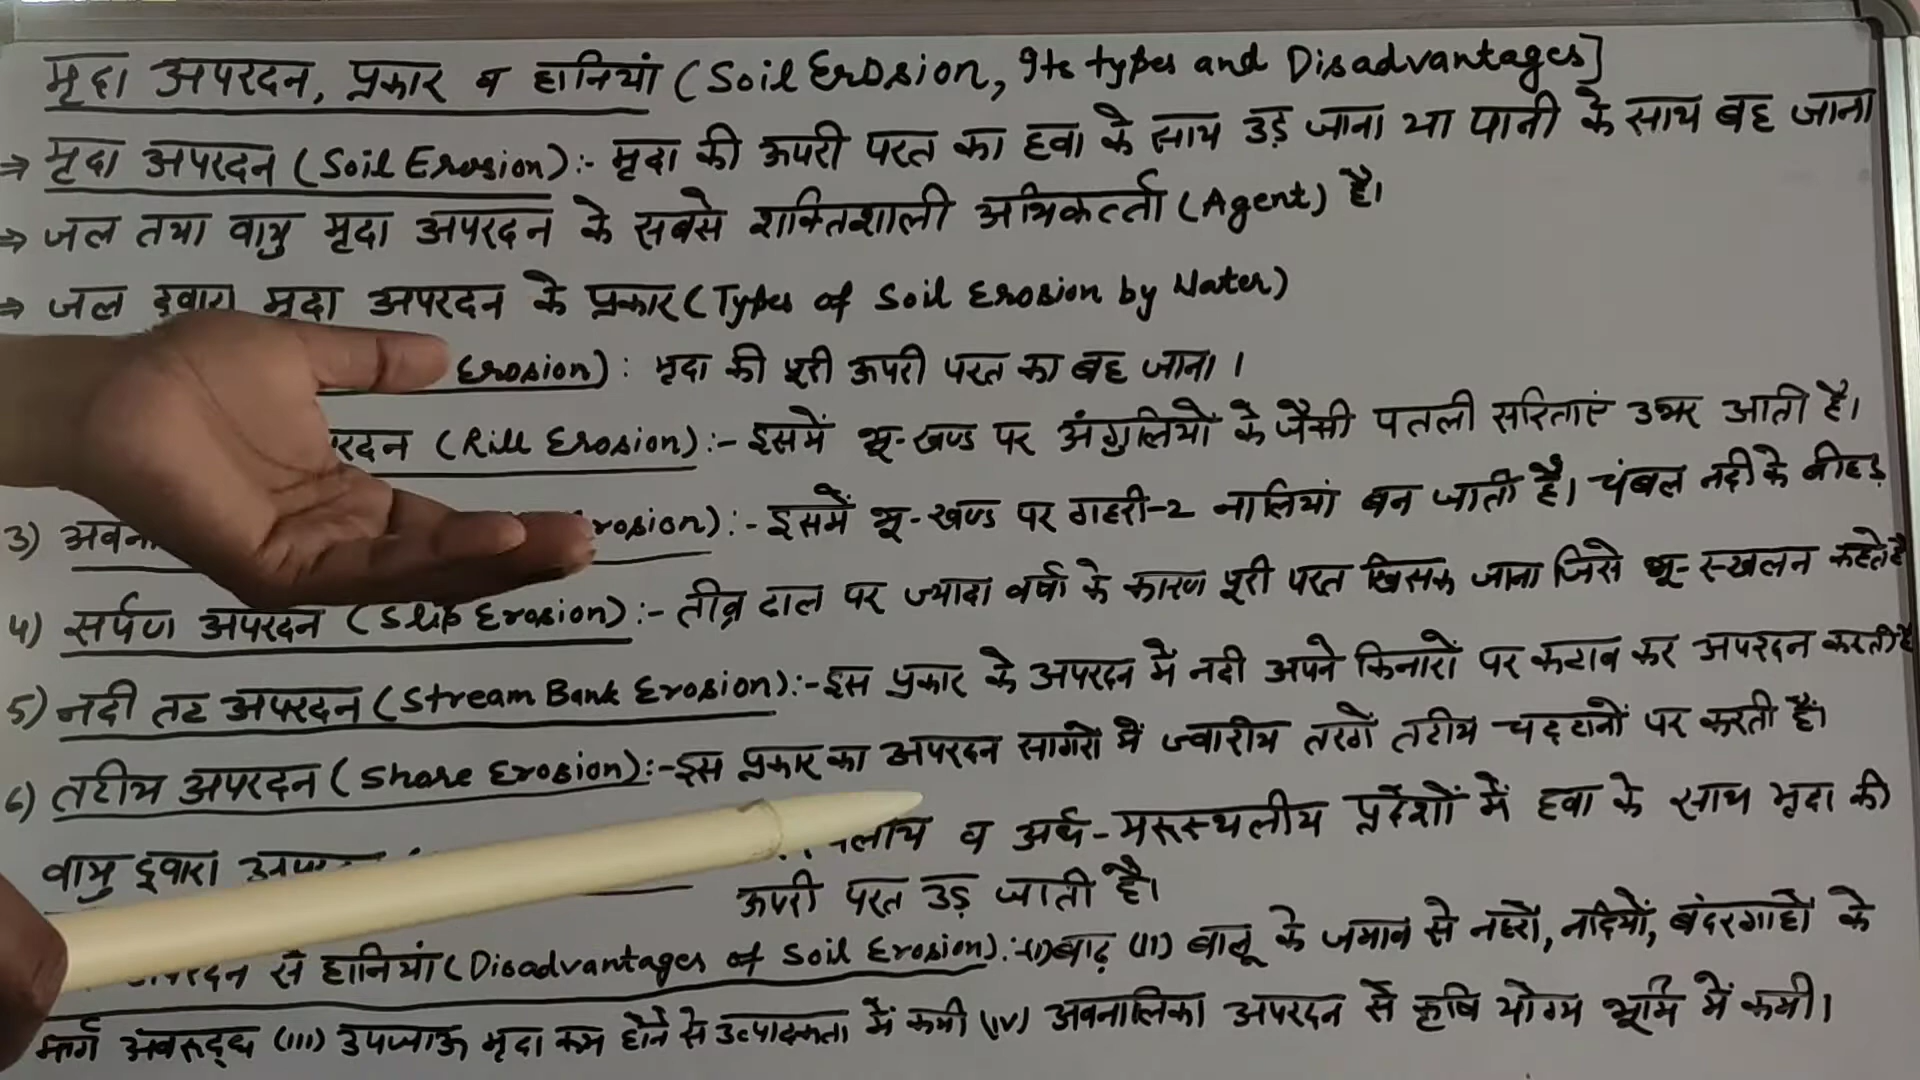 मृदा अपरदन, प्रकार व हानियां (Soil Erosion, Its types and Disadvantages]
⇒ मृदा अपरदन (Soil Erosion):- मृदा की ऊपरी परत का हवा के साथ उड़ जाना या पानी के साथ बह जाना
⇒ जल तथा वायु मृदा अपरदन के सबसे शक्तिशाली अभिकर्त्ता (Agent) है।
⇒ जल द्वारा मृदा अपरदन के प्रकार (Types of Soil Erosion by Water)
Erosion): मृदा की पूरी ऊपरी परत का बह जाना ।
रदन (Rill Erosion):- इसमें भू-खण्ड पर अंगुलियों के जैसी पतली सरिताएं उभर आती है।
3) अवना rosion):- इसमें भू-खण्ड पर गहरी-2 नालियां बन जाती है। चंबल नदी के बीहड़
4) सर्पण अपरदन (Slip Erosion):- तीव्र ढाल पर ज्यादा वर्षा के कारण पूरी परत खिसक जाना जिसे भू-स्खलन कहते है
5) नदी तट अपरदन (Stream Bank Erosion):- इस प्रकार के अपरदन में नदी अपने किनारों पर कटाव कर अपरदन करती है
6) तटीय अपरदन (Shore Erosion):- इस प्रकार का अपरदन सागरों में ज्वारीय तरंगें तटीय चट्टानों पर करती है।
वायु द्वारा अप लीय व अर्ध-मरूस्थलीय प्रदेशों में हवा के साथ मृदा की
ऊपरी परत उड़ जाती है।
परदन से हानियां (Disadvantages of Soil Erosion):-(I)बाढ़ (II) बालू के जमाव से नहरों, नदियों, बंदरगाहों के
मार्ग अवरूद्ध (III) उपजाऊ मृदा कम होने से उत्पादकता में कमी (IV) अवनालिका अपरदन से कृषि योग्य भूमि में कमी।